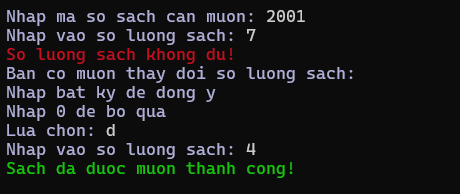 Nhap ma so sach can muon: 2001
Nhap vao so luong sach: 7
So luong sach khong du!
Ban co muon thay doi so luong sach:
Nhap bat ky de dong y
Nhap 0 de bo qua
Lua chon: d
Nhap vao so luong sach: 4
Sach da duoc muon thanh cong!